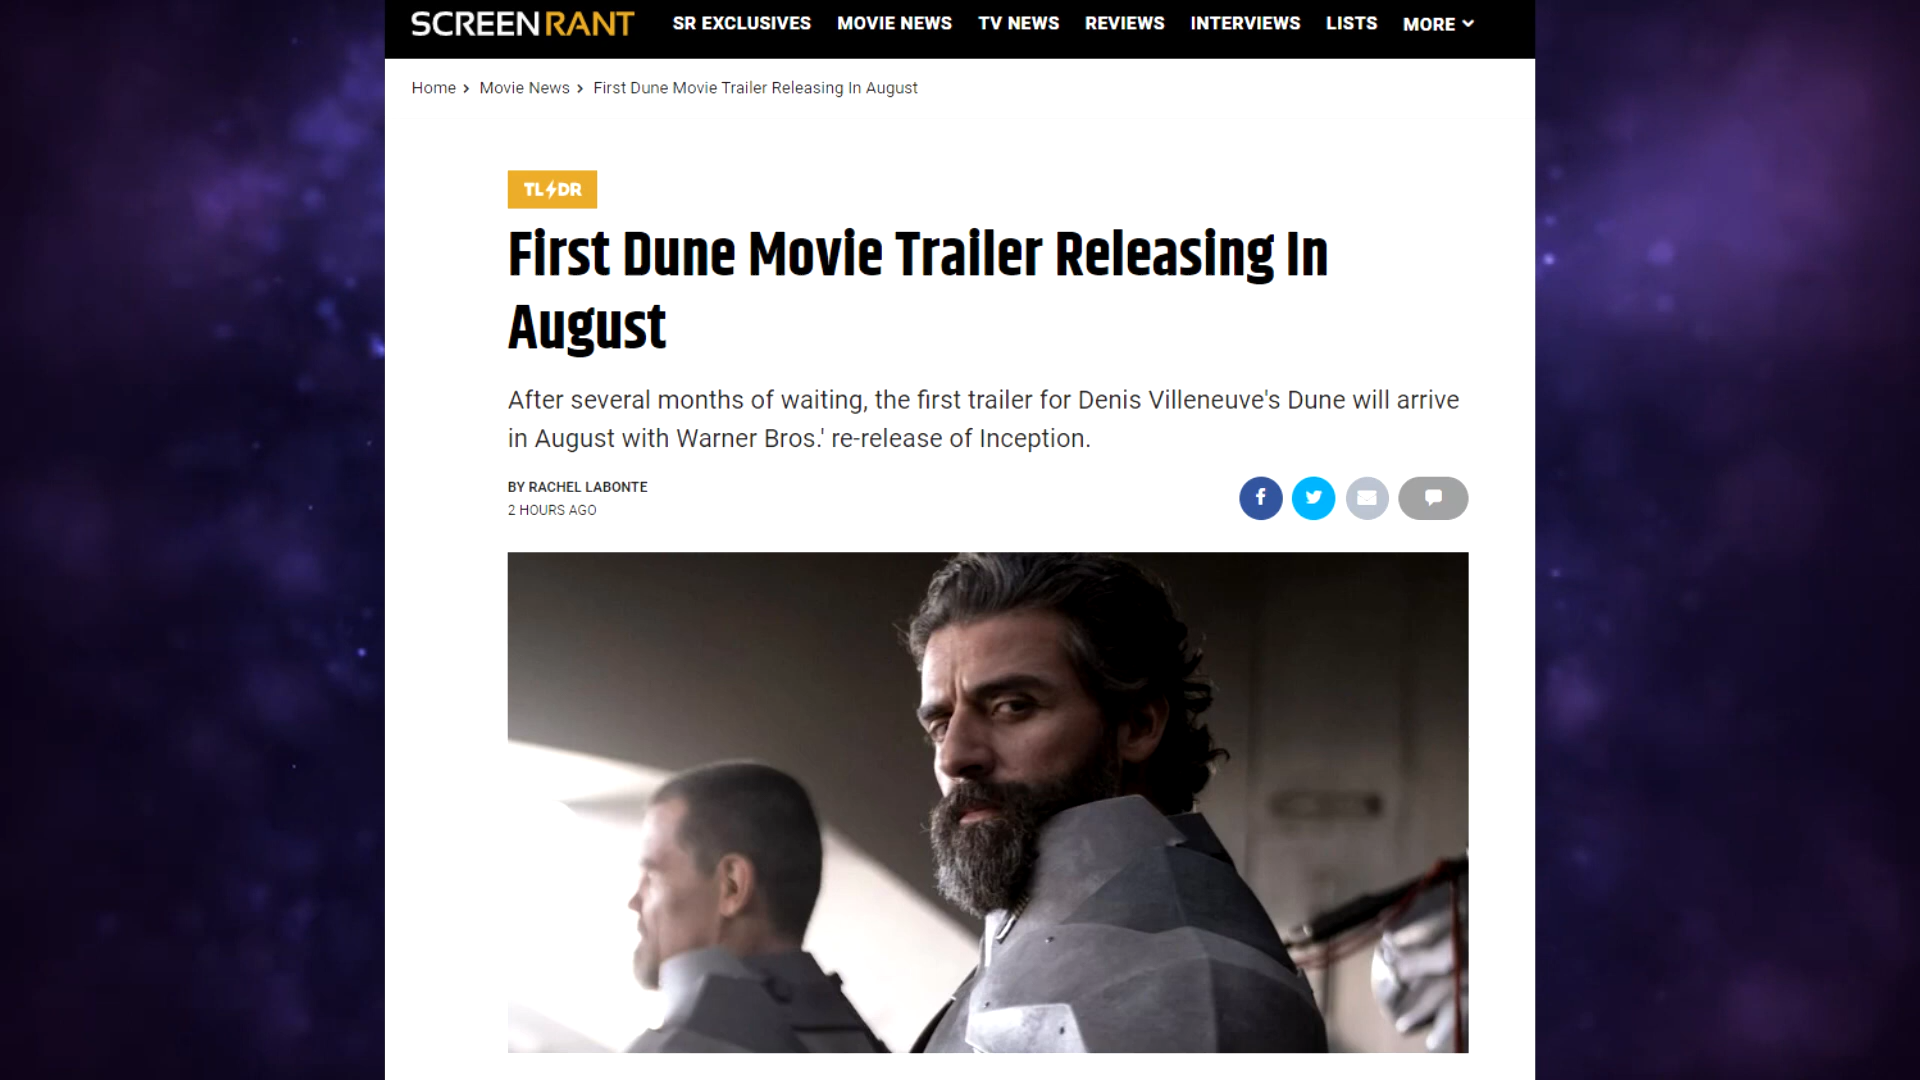 SCREENRANT SR EXCLUSIVES MOVIE NEWS TV NEWS REVIEWS INTERVIEWS LISTS MORE
Home > Movie News > First Dune Movie Trailer Releasing In August
TL DR
First Dune Movie Trailer Releasing In
August
After several months of waiting, the first trailer for Denis Villeneuve's Dune will arrive
in August with Warner Bros.' re-release of Inception.
BY RACHEL LABONTE
2 HOURS AGO